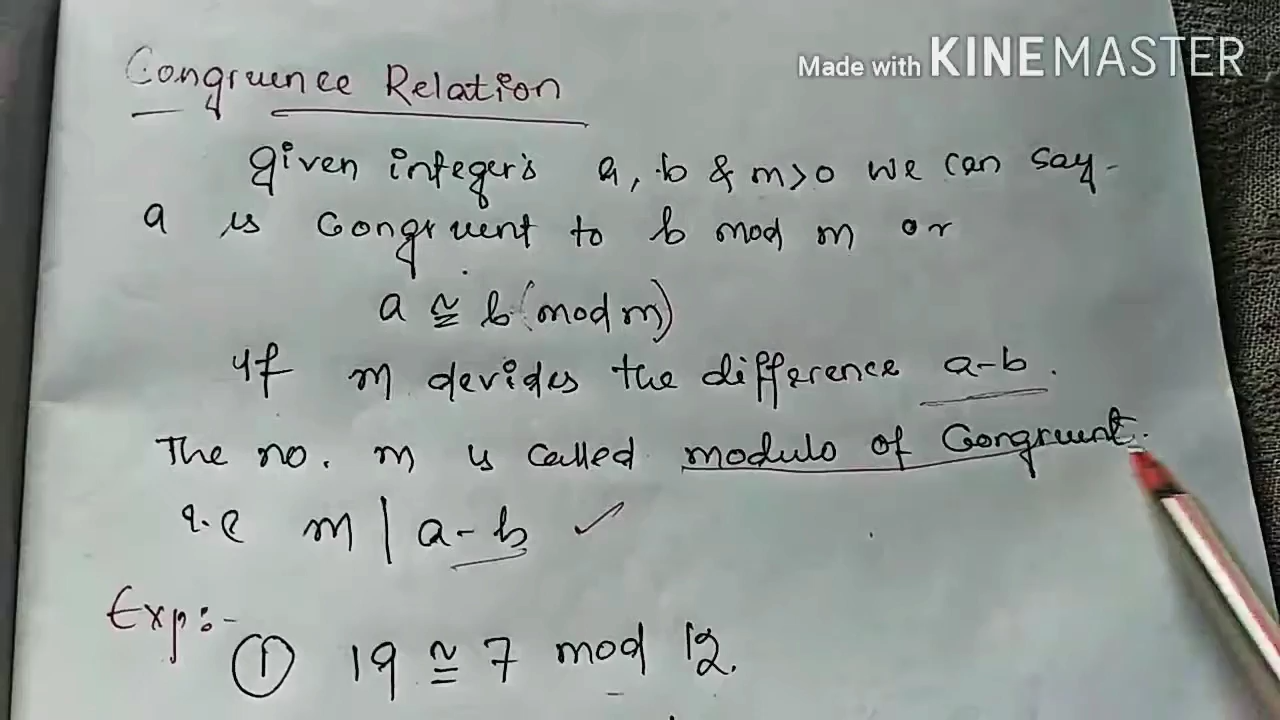 Made with KINEMASTER
Congruence Relation
given integer's a, b & m>0 we can say-
a is congruent to b mod m or
a ≅ b (mod m)
If m devides the difference a-b.
The no. m is called modulo of Congruent.
i.e m | a-b ✓
Exp:-
① 19 ≅ 7 mod 12.